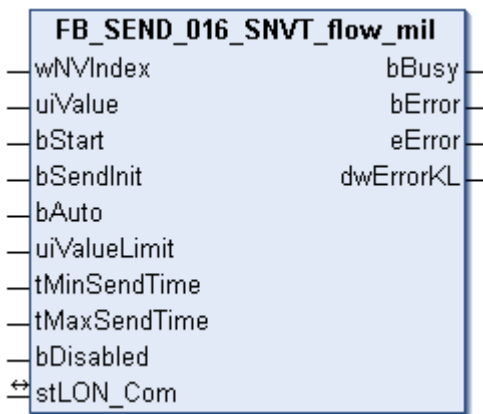 FB_SEND_016_SNVT_flow_mil
wNVIndex bBusy
uiValue bError
bStart eError
bSendInit dwErrorKL
bAuto
uiValueLimit
tMinSendTime
tMaxSendTime
bDisabled
stLON_Com